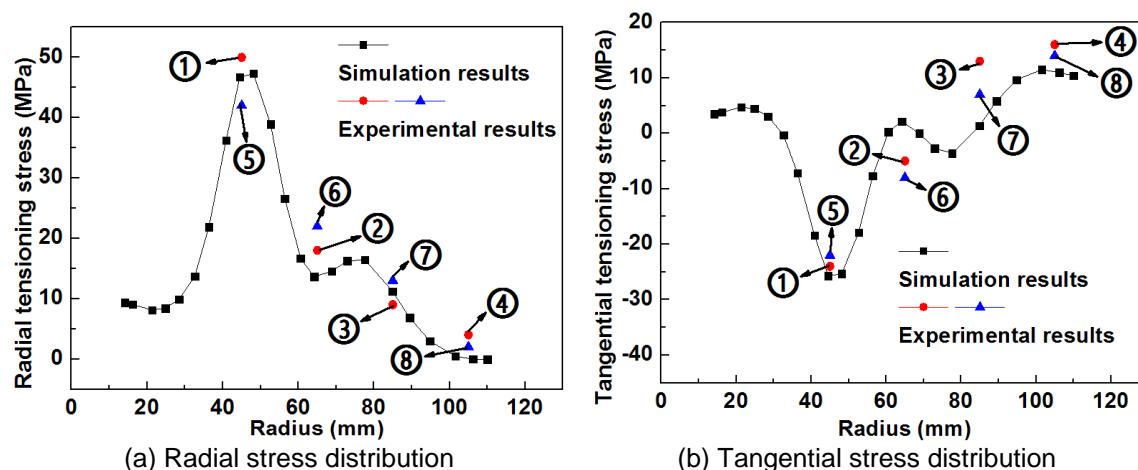 Radial tensioning stress (MPa)
50
40
30
20
10
0
0 20 40 60 80 100 120
Radius (mm)
Simulation results
Experimental results
①
⑤
⑥
②
⑦
③
④
⑧
(a) Radial stress distribution
Tangential tensioning stress (MPa)
20
10
0
-10
-20
-30
-40
0 20 40 60 80 100 120
Radius (mm)
④
③
⑧
⑦
②
⑥
⑤
①
Simulation results
Experimental results
(b) Tangential stress distribution